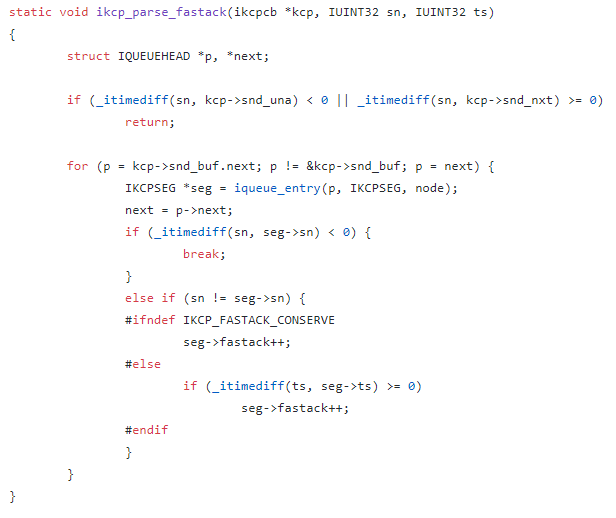 static void ikcp_parse_fastack(ikcpcb *kcp, IUINT32 sn, IUINT32 ts)
{
        struct IQUEUEHEAD *p, *next;

        if (_itimediff(sn, kcp->snd_una) < 0 || _itimediff(sn, kcp->snd_nxt) >= 0)
                return;

        for (p = kcp->snd_buf.next; p != &kcp->snd_buf; p = next) {
                IKCPSEG *seg = iqueue_entry(p, IKCPSEG, node);
                next = p->next;
                if (_itimediff(sn, seg->sn) < 0) {
                        break;
                }
                else if (sn != seg->sn) {
                #ifndef IKCP_FASTACK_CONSERVE
                        seg->fastack++;
                #else
                        if (_itimediff(ts, seg->ts) >= 0)
                                seg->fastack++;
                #endif
                }
        }
}